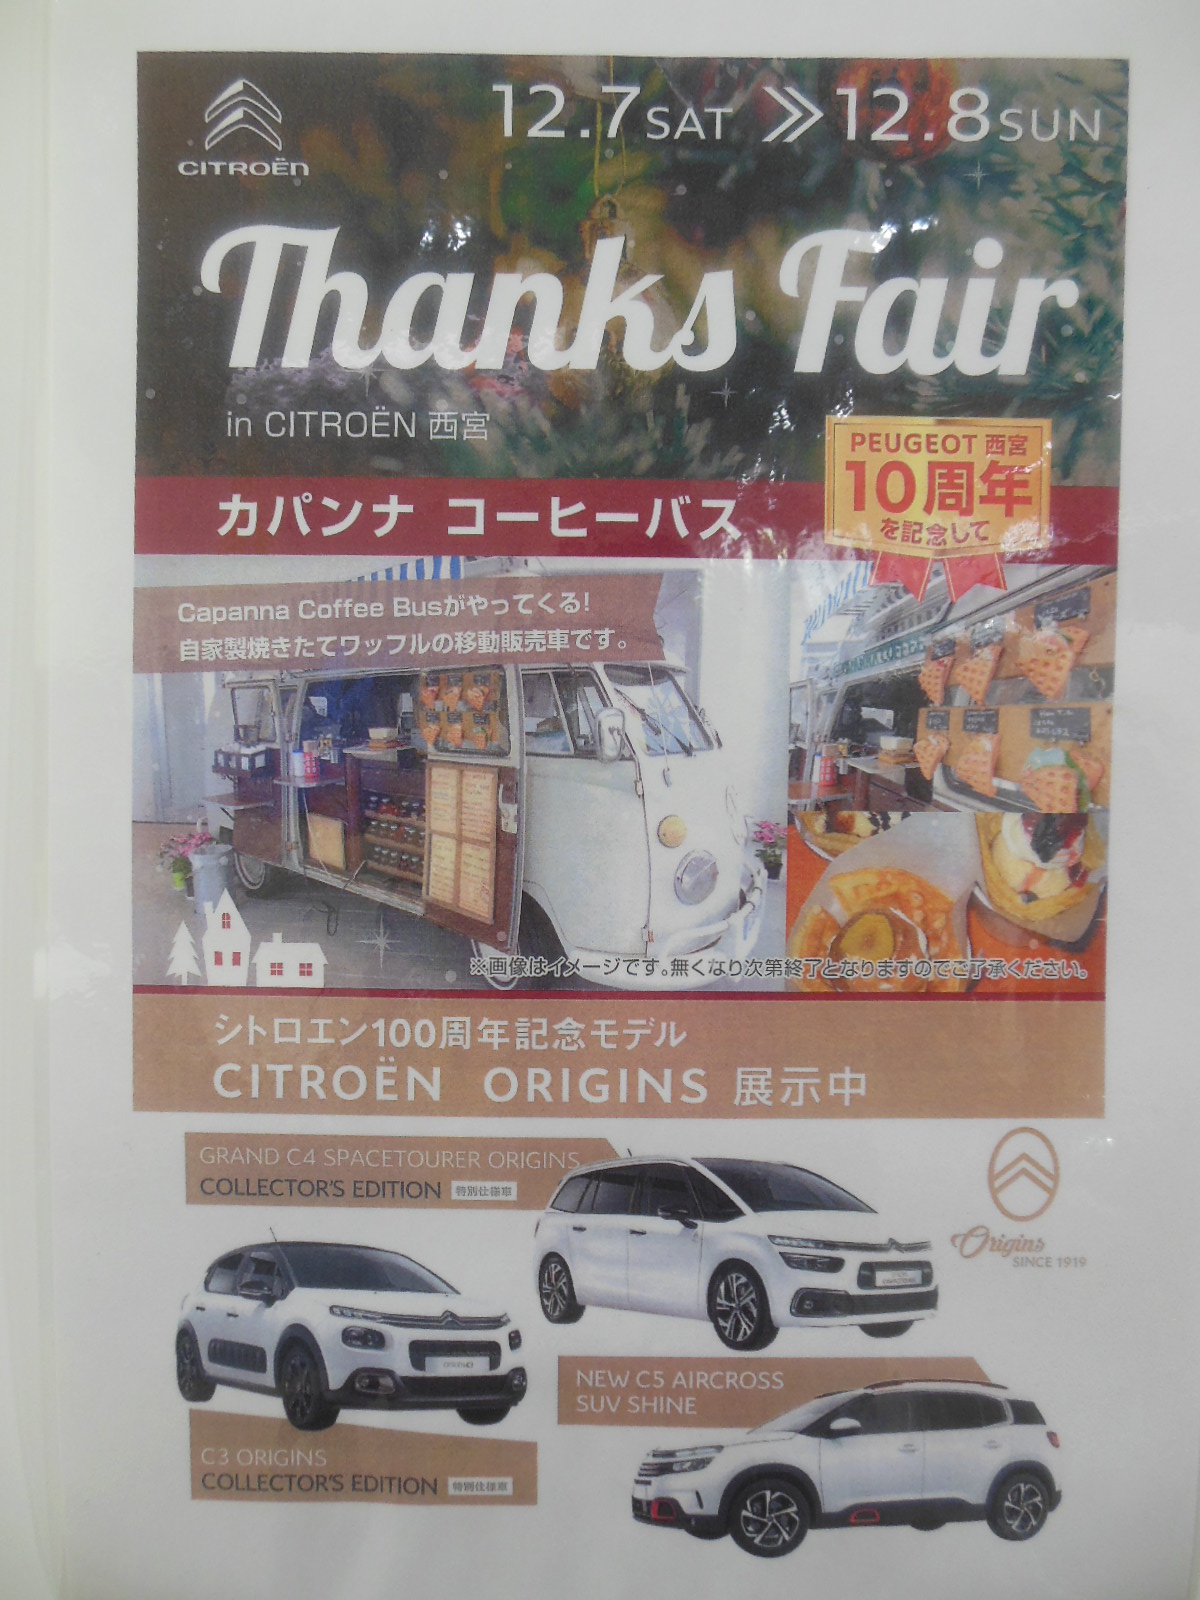 CITROËN
12.7 SAT 12.8 SUN
Thanks Fair
in CITROËN 西宮
PEUGEOT 西宮
10周年
を記念して
カパンナ コーヒーバス
Capanna Coffee Busがやってくる!
自家製焼きたてワッフルの移動販売車です。
※画像はイメージです。無くなり次第終了となりますのでご了承ください。
シトロエン100周年記念モデル
CITROËN ORIGINS 展示中
GRAND C4 SPACETOURER ORIGINS
COLLECTOR'S EDITION 特別仕様車
Origins
SINCE 1919
NEW C5 AIRCROSS
SUV SHINE
C3 ORIGINS
COLLECTOR'S EDITION 特別仕様車